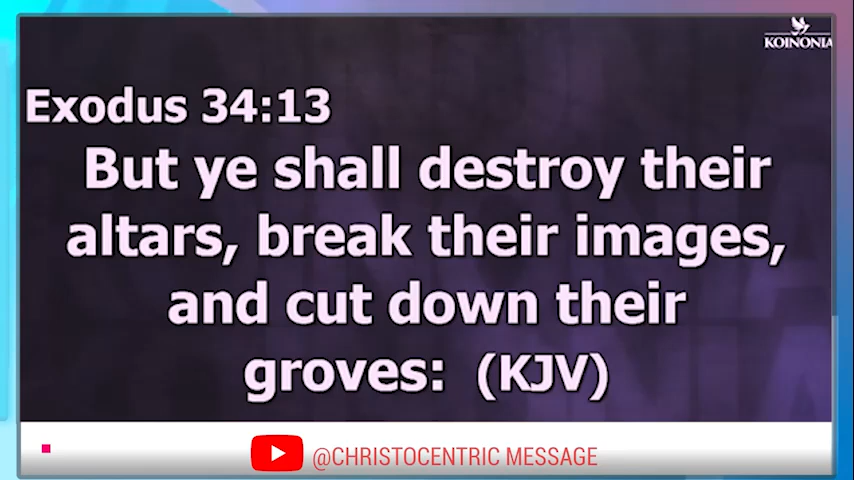 KOINONIA
Exodus 34:13
But ye shall destroy their
altars, break their images,
and cut down their
groves: (KJV)
@CHRISTOCENTRIC MESSAGE